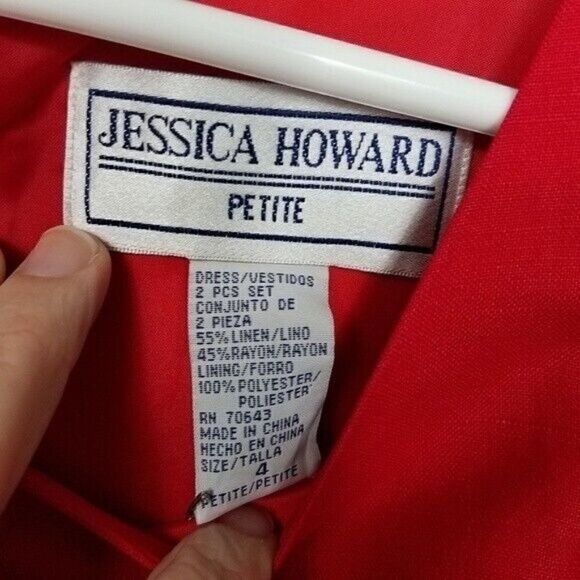 JESSICA HOWARD
PETITE
DRESS/VESTIDOS
2 PCS SET
CONJUNTO DE
2 PIEZA
55% LINEN/LINO
45% RAYON/RAYON
LINING/FORRO
100% POLYESTER/
POLIESTER
RN 70643
MADE IN CHINA
HECHO EN CHINA
SIZE/TALLA
4
PETITE/PETITE